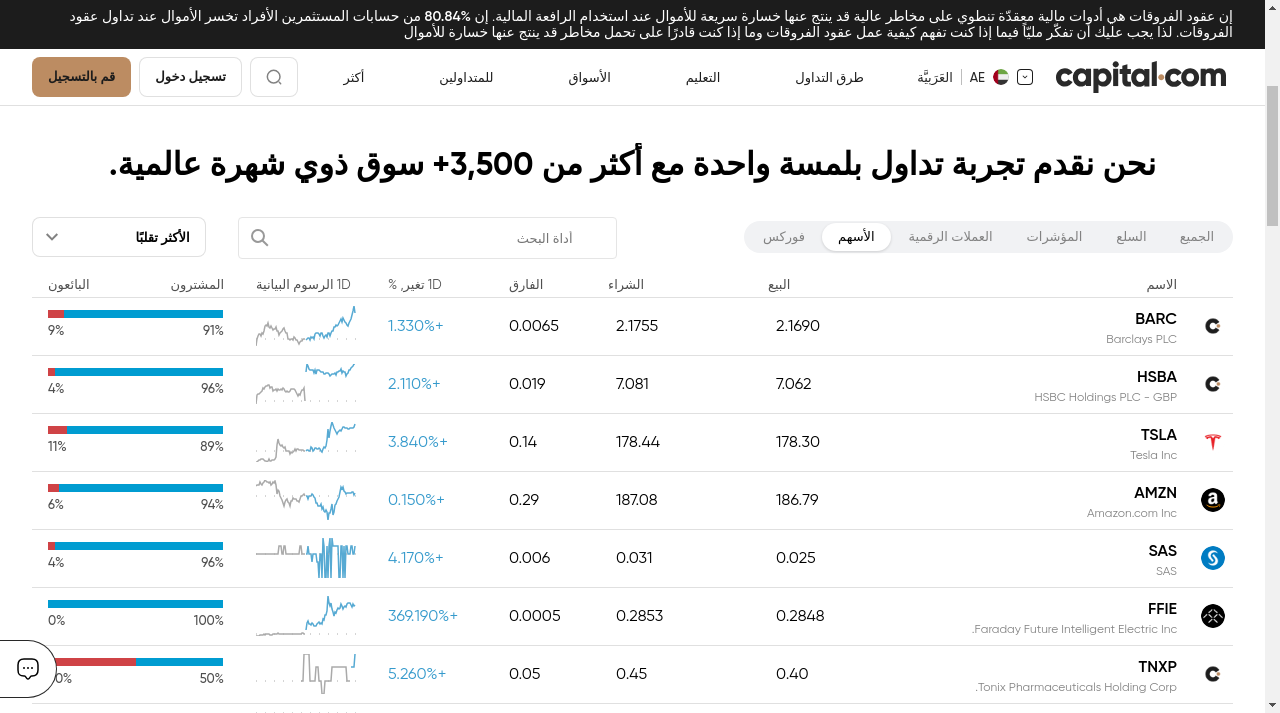 إن عقود الفروقات هي أدوات مالية معقدّة تنطوي على مخاطر عالية قد ينتج عنها خسارة سريعة للأموال عند استخدام الرافعة المالية. إن 80.84% من حسابات المستثمرين الأفراد تخسر الأموال عند تداول عقود
الفروقات. لذا يجب عليك أن تفكّر مليّاً فيما إذا كنت تفهم كيفية عمل عقود الفروقات وما إذا كنت قادرًا على تحمل مخاطر قد ينتج عنها خسارة للأموال
capital.com AE العَرَبِيَّة طرق التداول التعليم الأسواق للمتداولين أكثر تسجيل دخول قم بالتسجيل
نحن نقدم تجربة تداول بلمسة واحدة مع أكثر من 3,500+ سوق ذوي شهرة عالمية.
الجميع السلع المؤشرات العملات الرقمية الأسهم فوركس أداة البحث الأكثر تقلبًا
الاسم البيع الشراء الفارق 1D تغير, % 1D الرسوم البيانية المشترون البائعون
BARC 2.1690 2.1755 0.0065 1.330%+ 91% 9%
Barclays PLC
HSBA 7.062 7.081 0.019 2.110%+ 96% 4%
HSBC Holdings PLC - GBP
TSLA 178.30 178.44 0.14 3.840%+ 89% 11%
Tesla Inc
AMZN 186.79 187.08 0.29 0.150%+ 94% 6%
Amazon.com Inc
SAS 0.025 0.031 0.006 4.170%+ 96% 4%
SAS
FFIE 0.2848 0.2853 0.0005 369.190%+ 100% 0%
Faraday Future Intelligent Electric Inc.
TNXP 0.40 0.45 0.05 5.260%+ 50%
Tonix Pharmaceuticals Holding Corp.